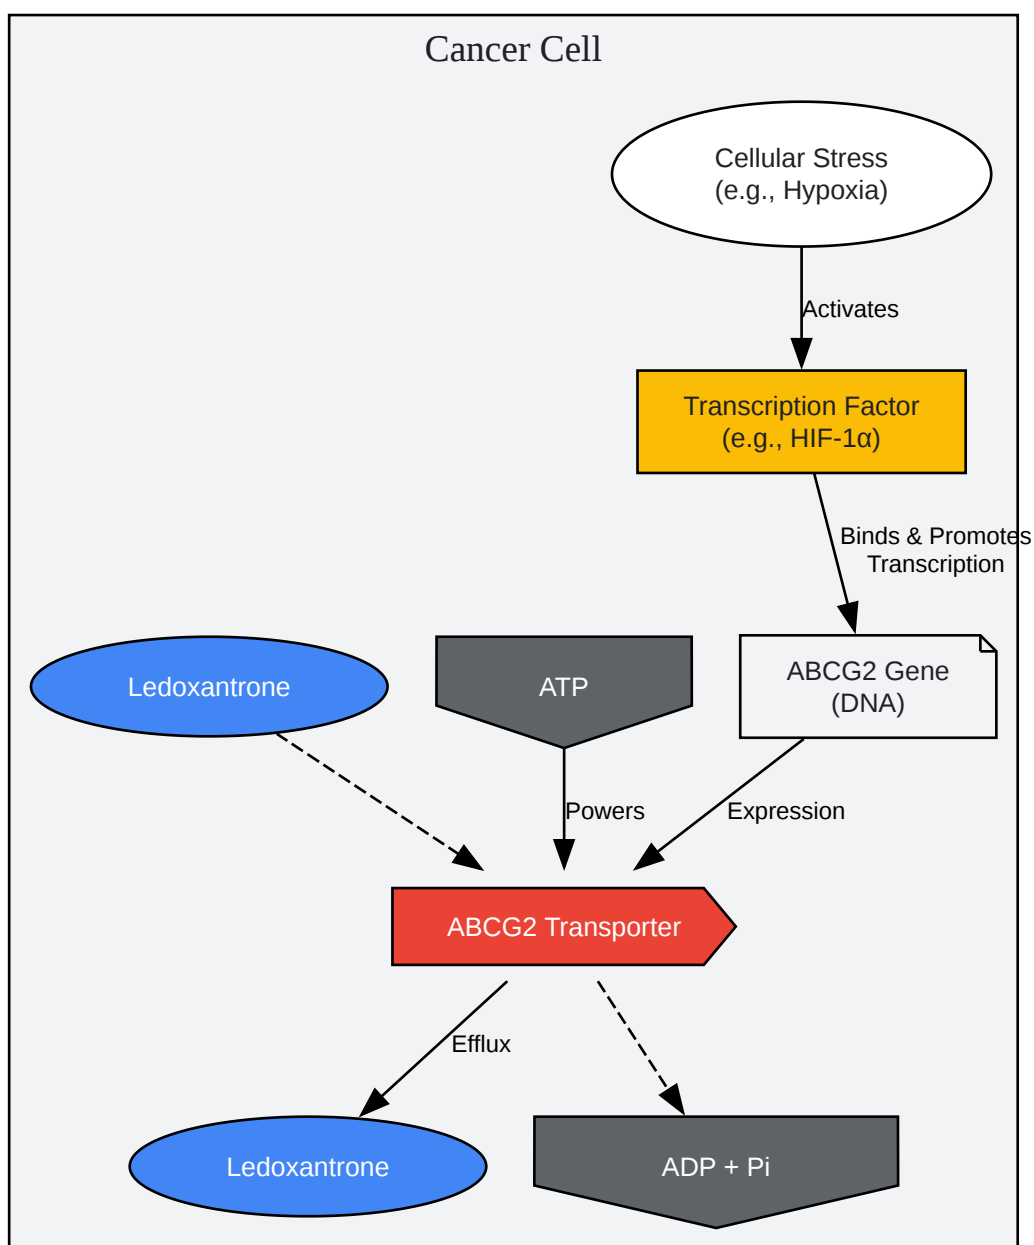 Cancer Cell
Cellular Stress
(e.g., Hypoxia)
Activates
Transcription Factor
(e.g., HIF-1α)
Binds & Promotes
Transcription
Ledoxantrone
ATP
ABCG2 Gene
(DNA)
Powers
Expression
ABCG2 Transporter
Efflux
Ledoxantrone
ADP + Pi